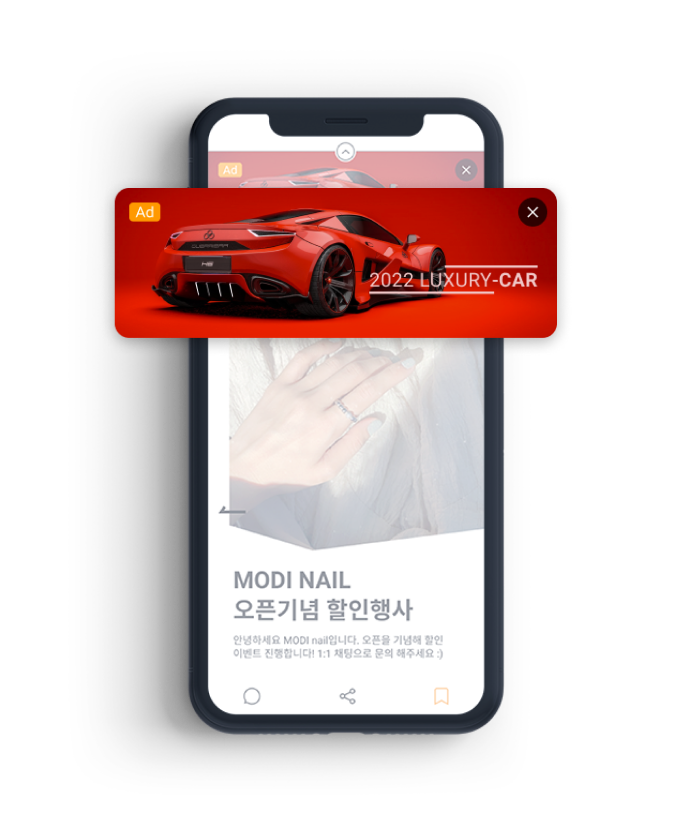 Ad
Ad
2022 LUXURY-CAR
MODI NAIL
오픈기념 할인행사
안녕하세요 MODI nail입니다. 오픈을 기념해 할인
이벤트 진행합니다! 1:1 채팅으로 문의 해주세요 :)